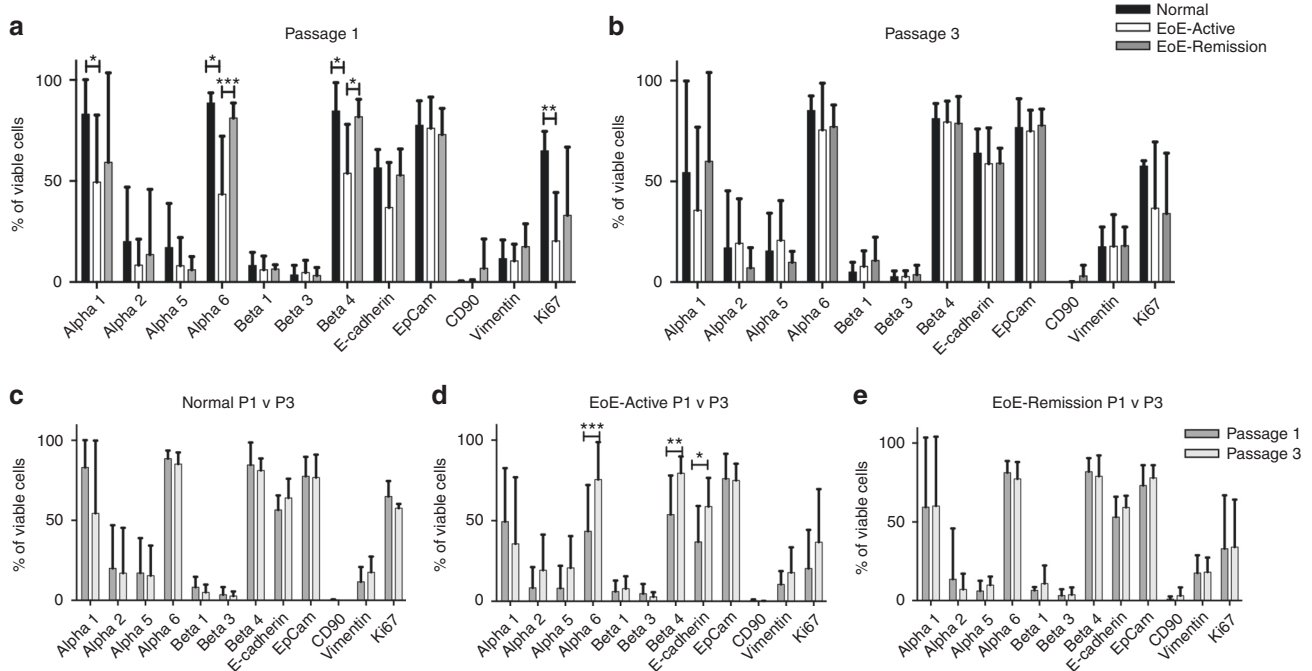 a
Passage 1
b
Passage 3
Normal
EoE-Active
EoE-Remission
% of viable cells
100
50
0
*
*
***
*
*
**
Alpha 1
Alpha 2
Alpha 5
Alpha 6
Beta 1
Beta 3
Beta 4
E-cadherin
EpCam
CD90
Vimentin
Ki67
% of viable cells
100
50
0
Alpha 1
Alpha 2
Alpha 5
Alpha 6
Beta 1
Beta 3
Beta 4
E-cadherin
EpCam
CD90
Vimentin
Ki67
c
Normal P1 v P3
% of viable cells
100
50
0
Alpha 1
Alpha 2
Alpha 5
Alpha 6
Beta 1
Beta 3
Beta 4
E-cadherin
EpCam
CD90
Vimentin
Ki67
d
EoE-Active P1 v P3
% of viable cells
100
50
0
***
**
*
Alpha 1
Alpha 2
Alpha 5
Alpha 6
Beta 1
Beta 3
Beta 4
E-cadherin
EpCam
CD90
Vimentin
Ki67
e
EoE-Remission P1 v P3
Passage 1
Passage 3
% of viable cells
100
50
0
Alpha 1
Alpha 2
Alpha 5
Alpha 6
Beta 1
Beta 3
Beta 4
E-cadherin
EpCam
CD90
Vimentin
Ki67